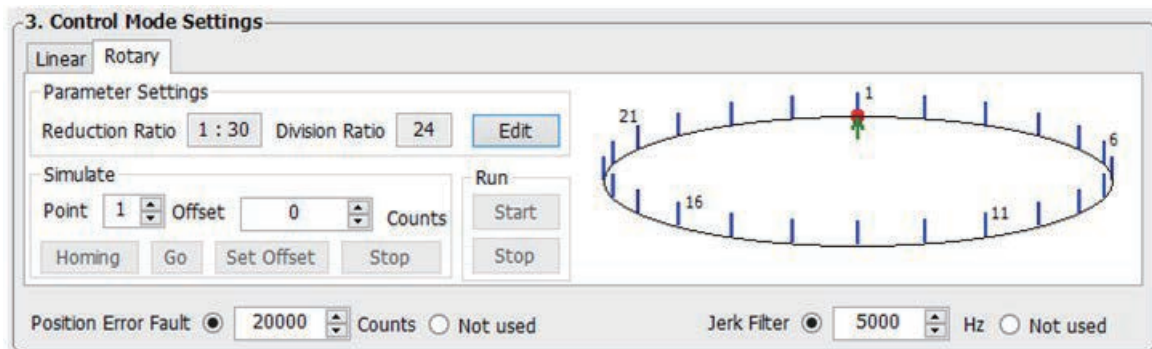 3. Control Mode Settings
Linear Rotary
Parameter Settings
Reduction Ratio 1 : 30 Division Ratio 24 Edit
Simulate
Point 1 Offset 0 Counts
Homing Go Set Offset Stop
Run
Start
Stop
1
21
6
16
11
Position Error Fault 20000 Counts Not used
Jerk Filter 5000 Hz Not used